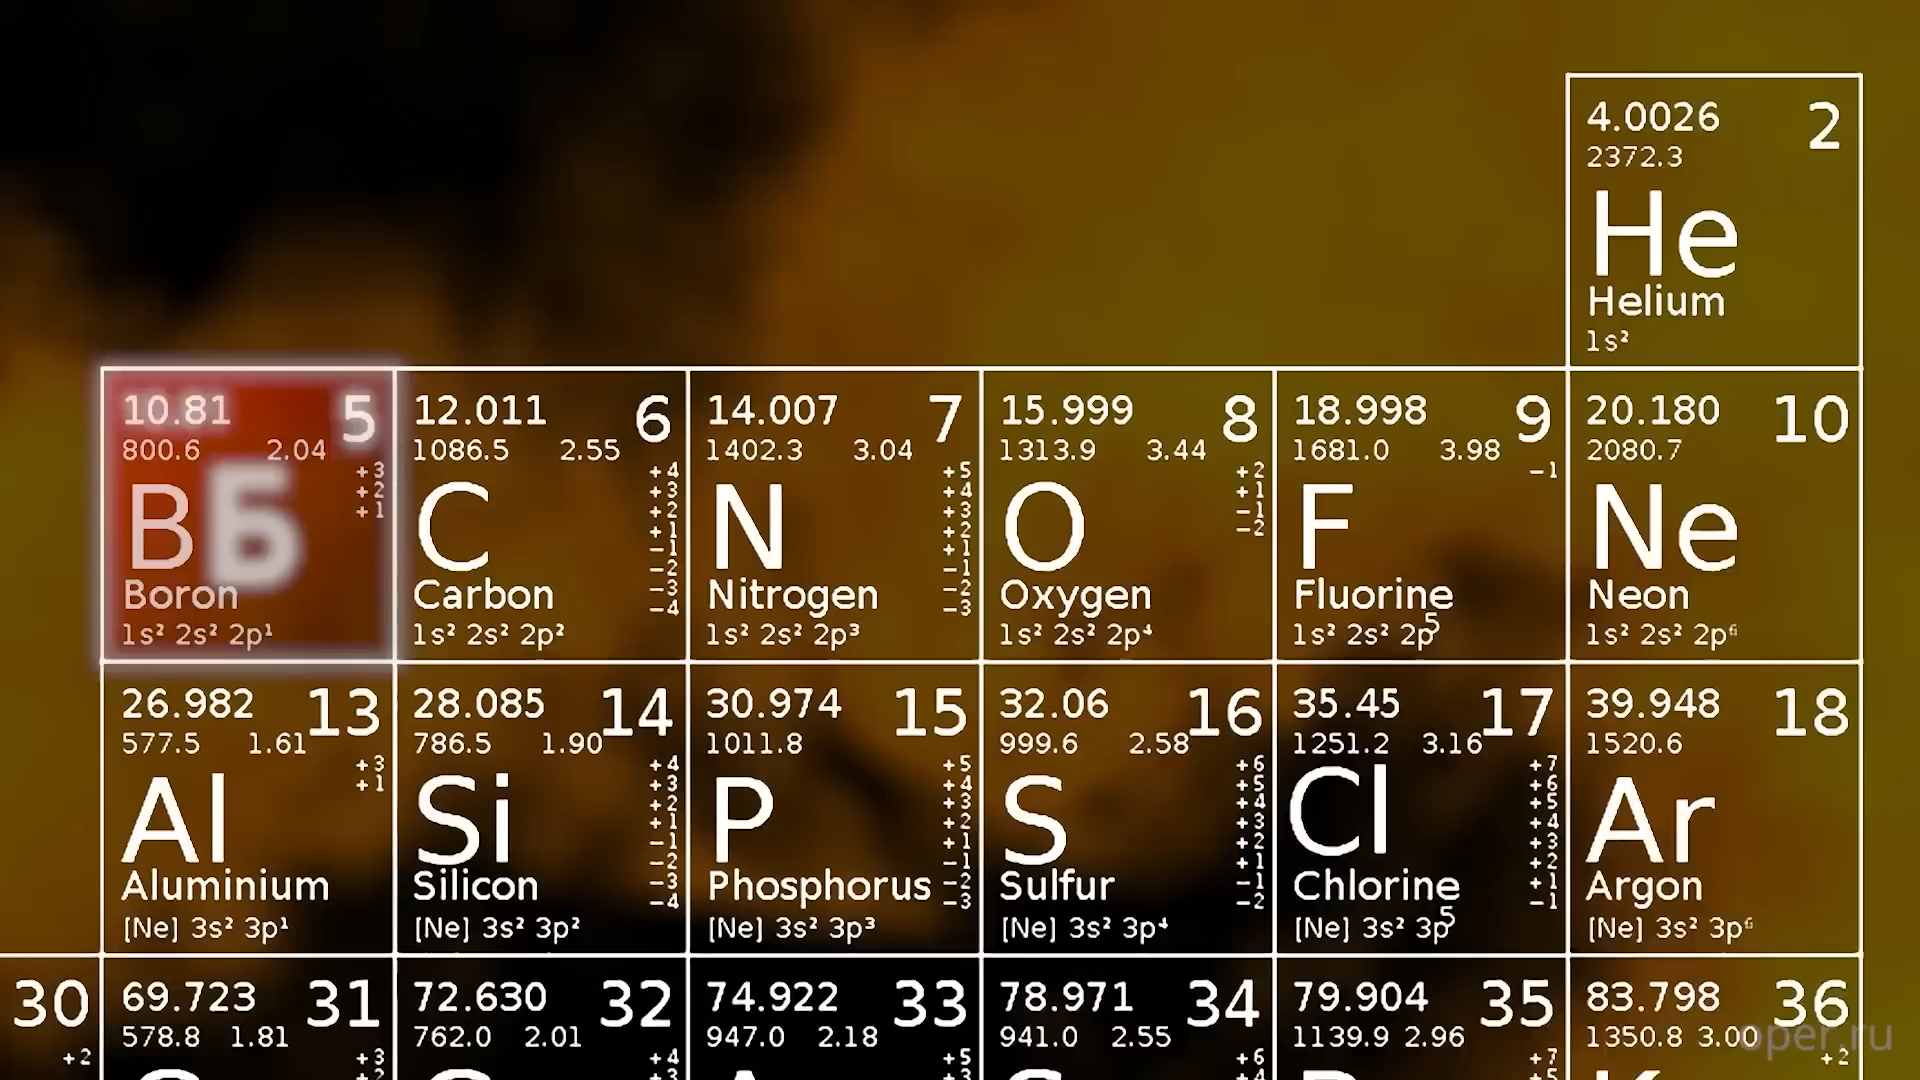 4.0026 2
2372.3
He
Helium
1s²
10.81 5
800.6 2.04
+3
+2
+1
B Б
Boron
1s² 2s² 2p¹
12.011 6
1086.5 2.55
+4
+3
+2
+1
−1
−2
−3
−4
C
Carbon
1s² 2s² 2p²
14.007 7
1402.3 3.04
+5
+4
+3
+2
+1
−1
−2
−3
N
Nitrogen
1s² 2s² 2p³
15.999 8
1313.9 3.44
+2
+1
−1
−2
O
Oxygen
1s² 2s² 2p⁴
18.998 9
1681.0 3.98
−1
F
Fluorine
1s² 2s² 2p⁵
20.180 10
2080.7
Ne
Neon
1s² 2s² 2p⁶
26.982 13
577.5 1.61
+3
+1
Al
Aluminium
[Ne] 3s² 3p¹
28.085 14
786.5 1.90
+4
+3
+2
+1
−1
−2
−3
−4
Si
Silicon
[Ne] 3s² 3p²
30.974 15
1011.8
+5
+4
+3
+2
+1
−1
−2
−3
P
Phosphorus
[Ne] 3s² 3p³
32.06 16
999.6 2.58
+6
+5
+4
+3
+2
+1
−1
−2
S
Sulfur
[Ne] 3s² 3p⁴
35.45 17
1251.2 3.16
+7
+6
+5
+4
+3
+2
+1
−1
Cl
Chlorine
[Ne] 3s² 3p⁵
39.948 18
1520.6
Ar
Argon
[Ne] 3s² 3p⁶
30
+2
69.723 31
578.8 1.81
+3
+2
72.630 32
762.0 2.01
+4
+3
74.922 33
947.0 2.18
+5
+3
78.971 34
941.0 2.55
+6
+4
79.904 35
1139.9 2.96
+7
+5
83.798 36
1350.8 3.00
+2
oper.ru